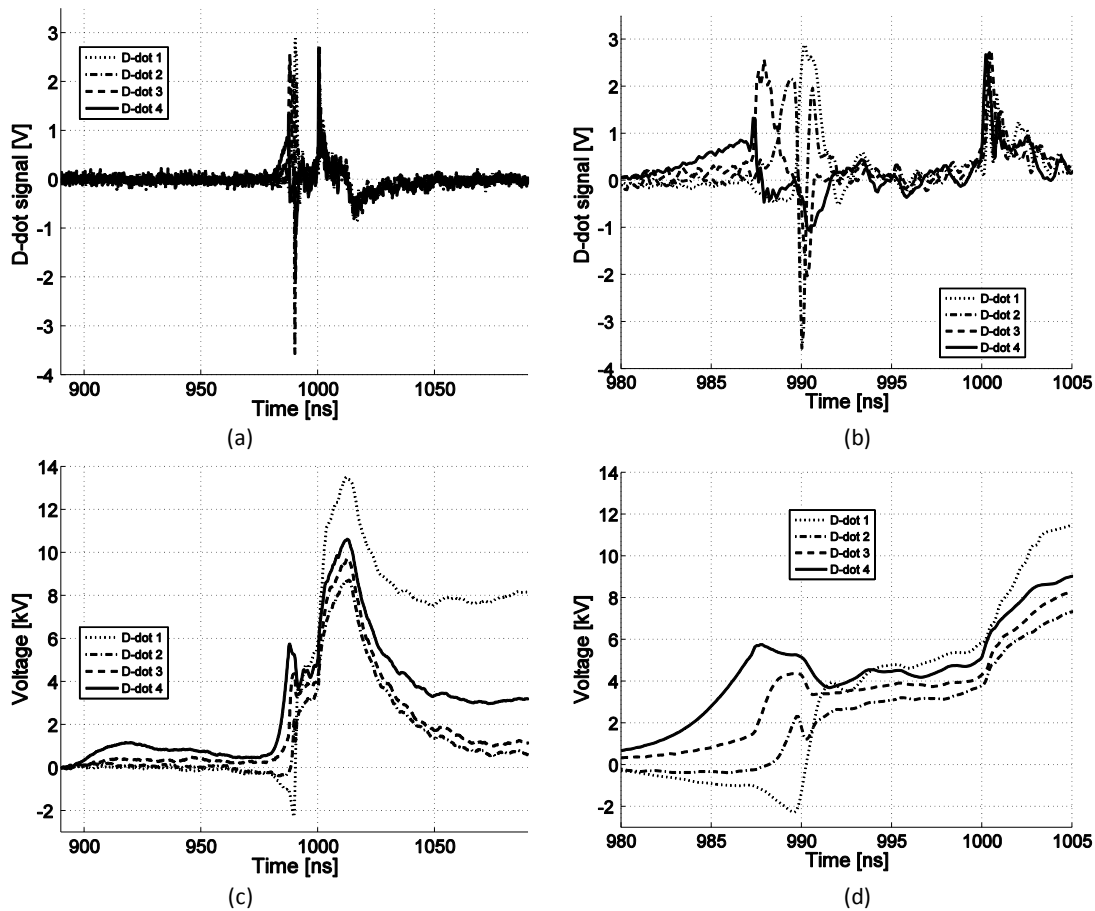 3
2
1
0
-1
-2
-3
-4
D-dot signal [V]
D-dot 1
D-dot 2
D-dot 3
D-dot 4
900 950 1000 1050
Time [ns]
(a)
3
2
1
0
-1
-2
-3
-4
D-dot signal [V]
D-dot 1
D-dot 2
D-dot 3
D-dot 4
980 985 990 995 1000 1005
Time [ns]
(b)
14
12
10
8
6
4
2
0
-2
Voltage [kV]
D-dot 1
D-dot 2
D-dot 3
D-dot 4
900 950 1000 1050
Time [ns]
(c)
14
12
10
8
6
4
2
0
-2
Voltage [kV]
D-dot 1
D-dot 2
D-dot 3
D-dot 4
980 985 990 995 1000 1005
Time [ns]
(d)